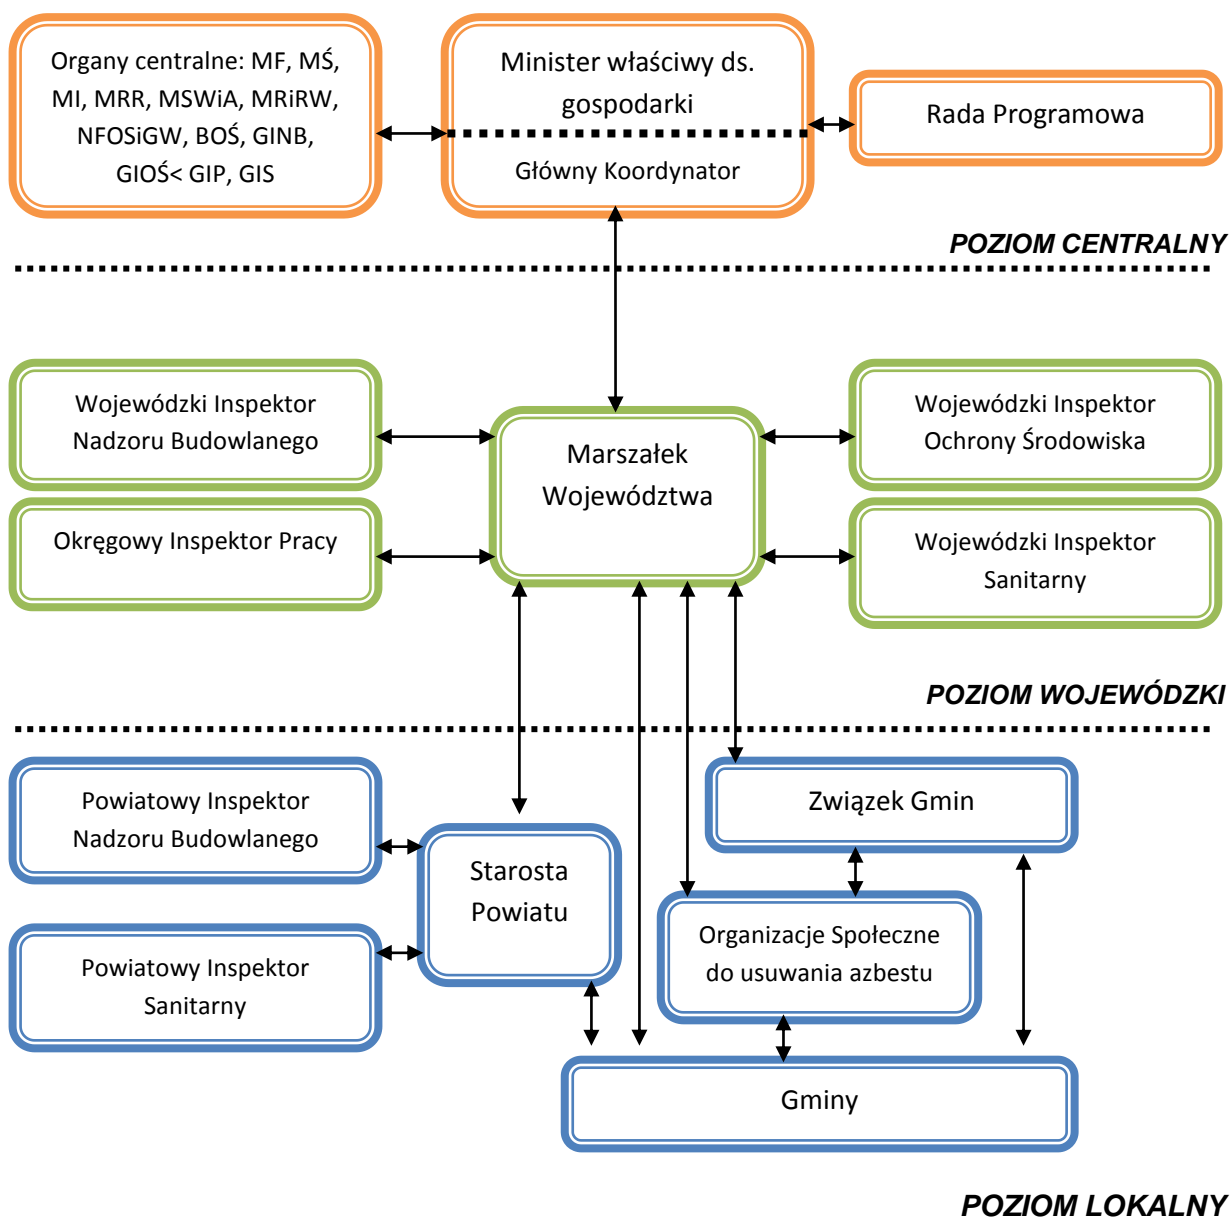 Organy centralne: MF, MŚ,
MI, MRR, MSWiA, MRiRW,
NFOSiGW, BOŚ, GINB,
GIOŚ< GIP, GIS
Minister właściwy ds.
gospodarki
Główny Koordynator
Rada Programowa
POZIOM CENTRALNY
Wojewódzki Inspektor
Nadzoru Budowlanego
Okręgowy Inspektor Pracy
Marszałek
Województwa
Wojewódzki Inspektor
Ochrony Środowiska
Wojewódzki Inspektor
Sanitarny
POZIOM WOJEWÓDZKI
Powiatowy Inspektor
Nadzoru Budowlanego
Powiatowy Inspektor
Sanitarny
Starosta
Powiatu
Związek Gmin
Organizacje Społeczne
do usuwania azbestu
Gminy
POZIOM LOKALNY